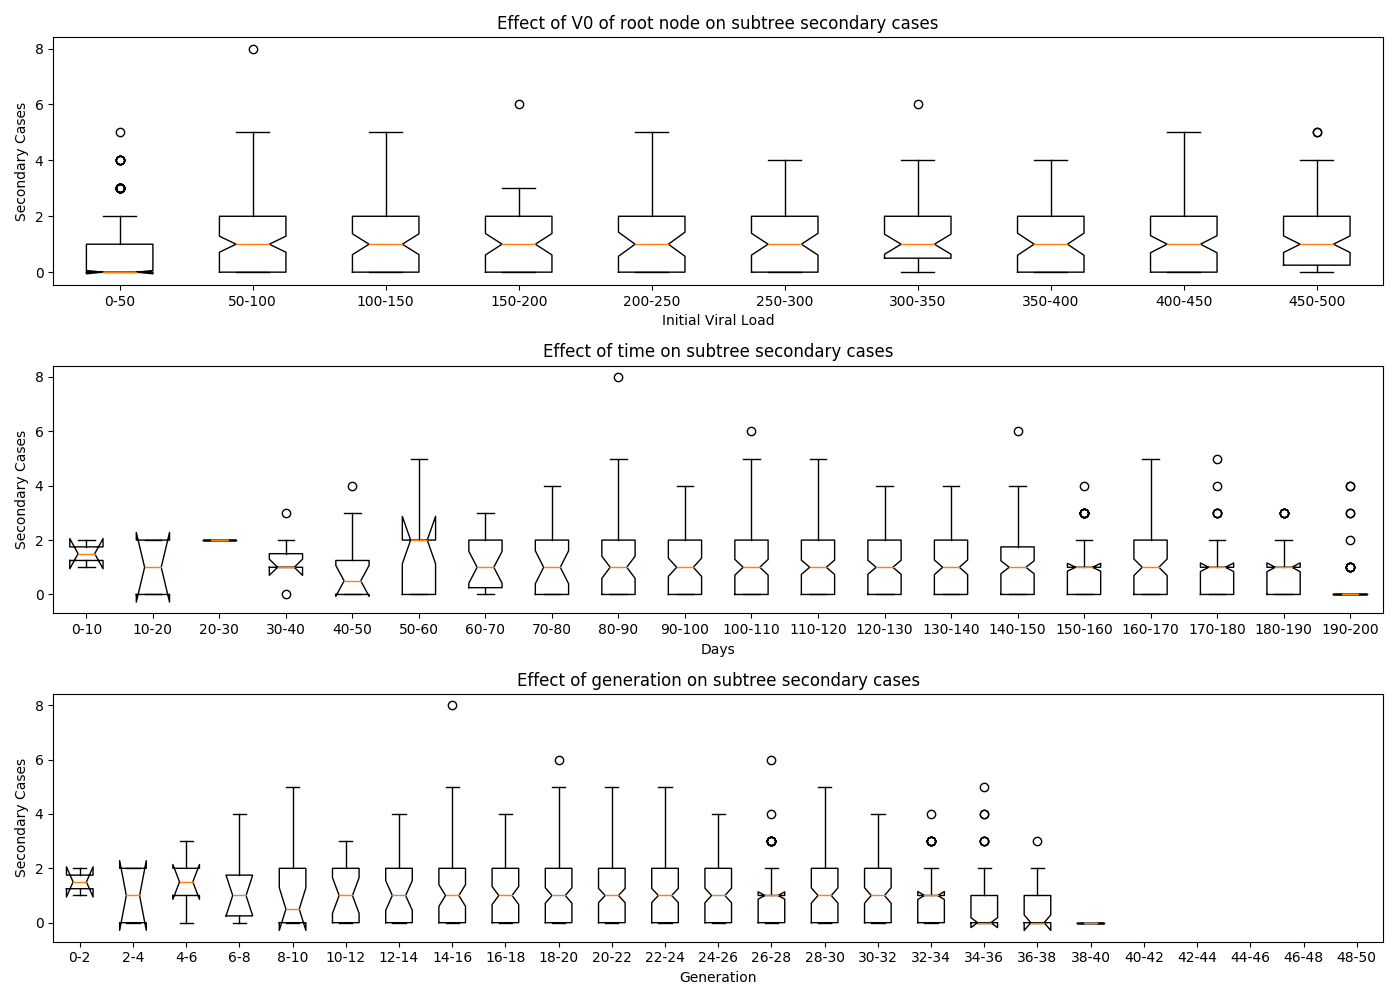 Effect of V0 of root node on subtree secondary cases
Secondary Cases
8
6
4
2
0
0-50 50-100 100-150 150-200 200-250 250-300 300-350 350-400 400-450 450-500
Initial Viral Load
Effect of time on subtree secondary cases
Secondary Cases
8
6
4
2
0
0-10 10-20 20-30 30-40 40-50 50-60 60-70 70-80 80-90 90-100 100-110 110-120 120-130 130-140 140-150 150-160 160-170 170-180 180-190 190-200
Days
Effect of generation on subtree secondary cases
Secondary Cases
8
6
4
2
0
0-2 2-4 4-6 6-8 8-10 10-12 12-14 14-16 16-18 18-20 20-22 22-24 24-26 26-28 28-30 30-32 32-34 34-36 36-38 38-40 40-42 42-44 44-46 46-48 48-50
Generation